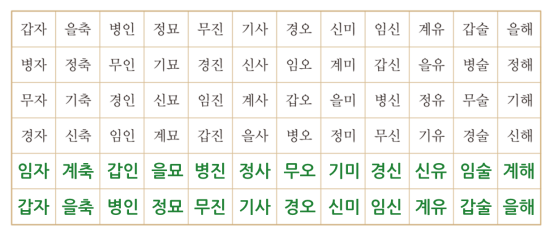 갑자 을축 병인 정묘 무진 기사 경오 신미 임신 계유 갑술 을해
병자 정축 무인 기묘 경진 신사 임오 계미 갑신 을유 병술 정해
무자 기축 경인 신묘 임진 계사 갑오 을미 병신 정유 무술 기해
경자 신축 임인 계묘 갑진 을사 병오 정미 무신 기유 경술 신해
임자 계축 갑인 을묘 병진 정사 무오 기미 경신 신유 임술 계해
갑자 을축 병인 정묘 무진 기사 경오 신미 임신 계유 갑술 을해